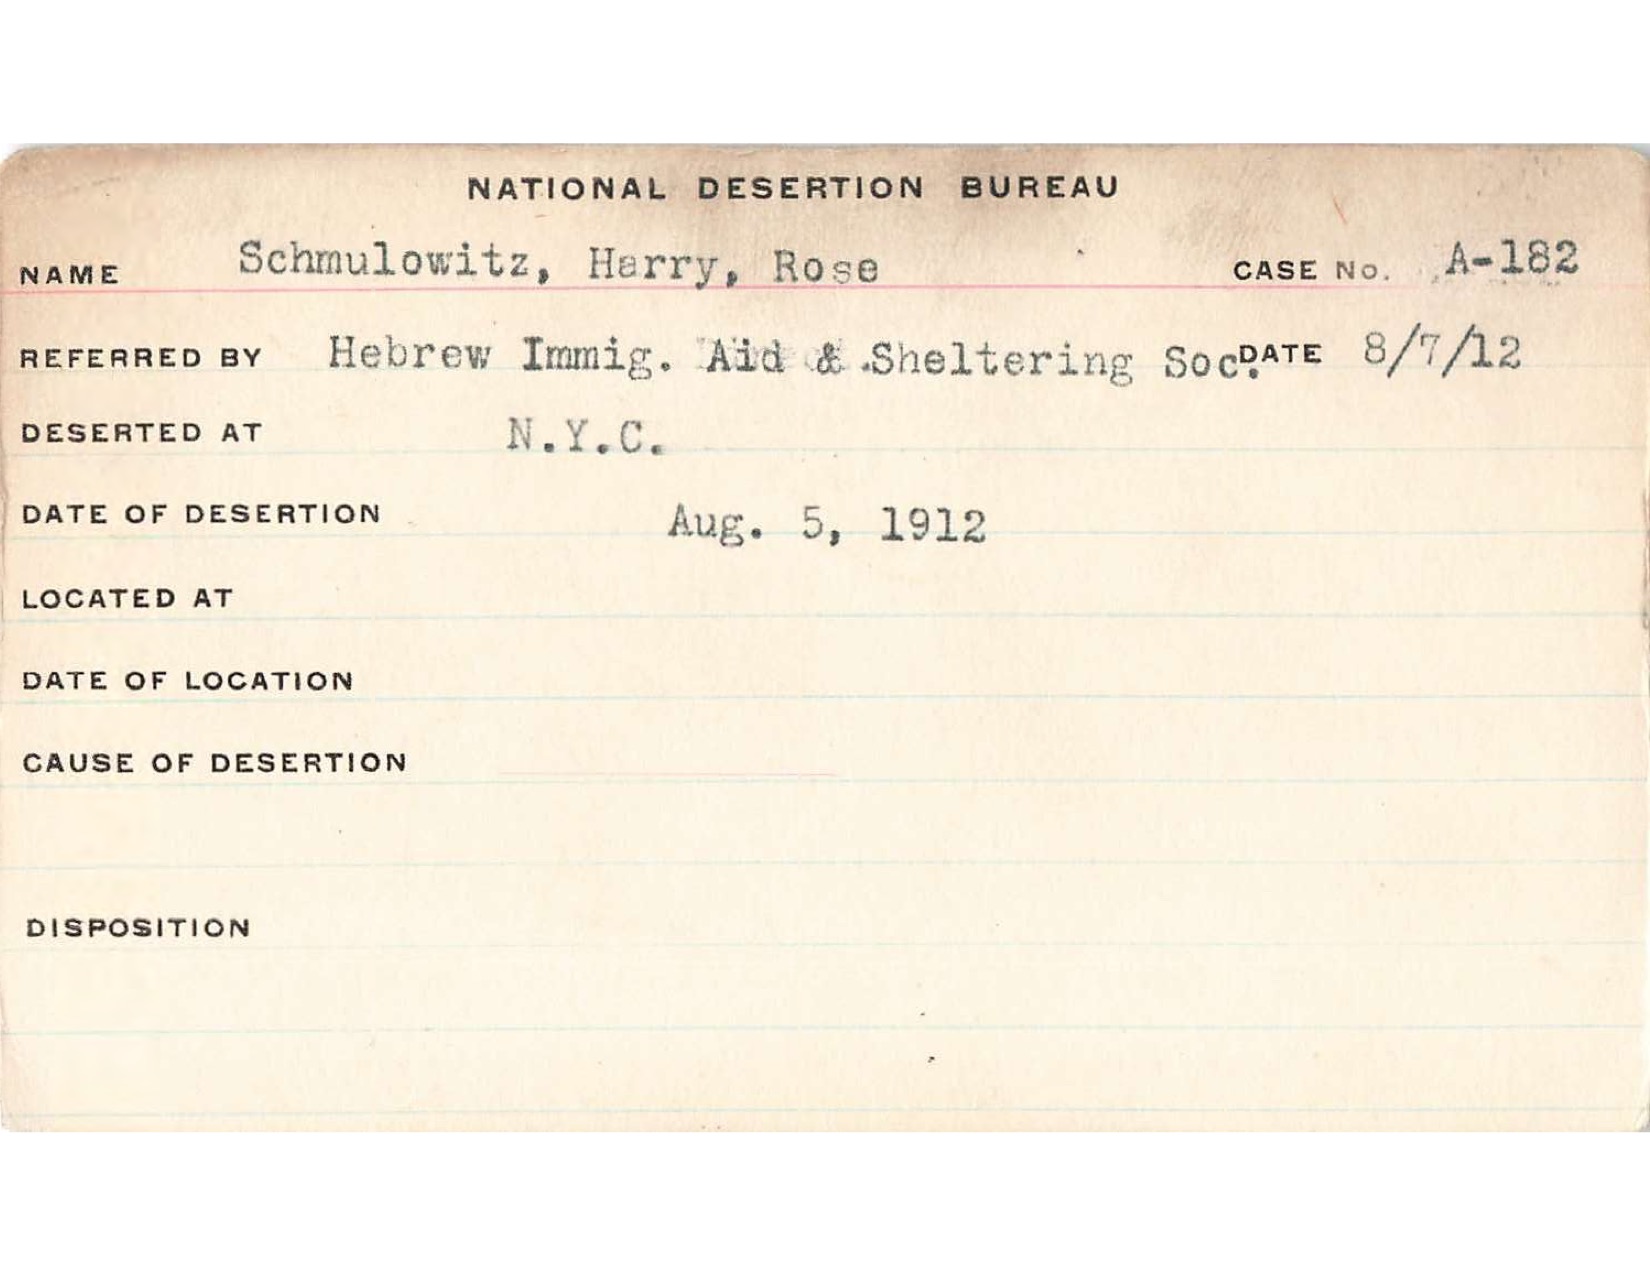 NATIONAL DESERTION BUREAU
NAME Schmulowitz, Harry, Rose CASE No. A-182
REFERRED BY Hebrew Immig. Aid & Sheltering Soc. DATE 8/7/12
DESERTED AT N.Y.C.
DATE OF DESERTION Aug. 5, 1912
LOCATED AT
DATE OF LOCATION
CAUSE OF DESERTION
DISPOSITION